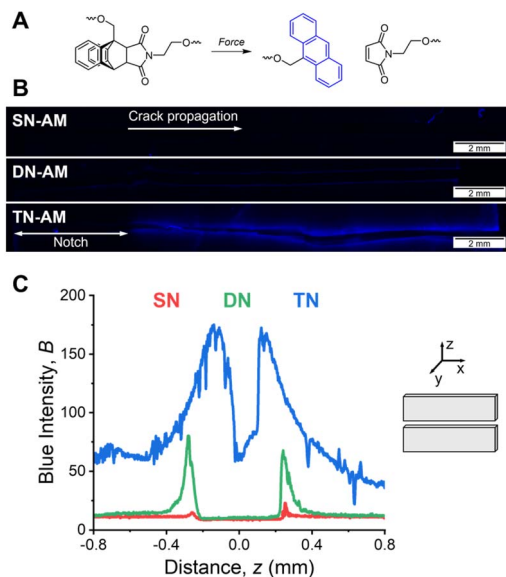 A
O
O
N
O
O
Force
O
O
N
O
O
B
SN-AM
Crack propagation
2 mm
DN-AM
2 mm
TN-AM
Notch
2 mm
C
SN DN TN
Blue Intensity, B
200
150
100
50
0
-0.8 -0.4 0.0 0.4 0.8
Distance, z (mm)
z
x
y